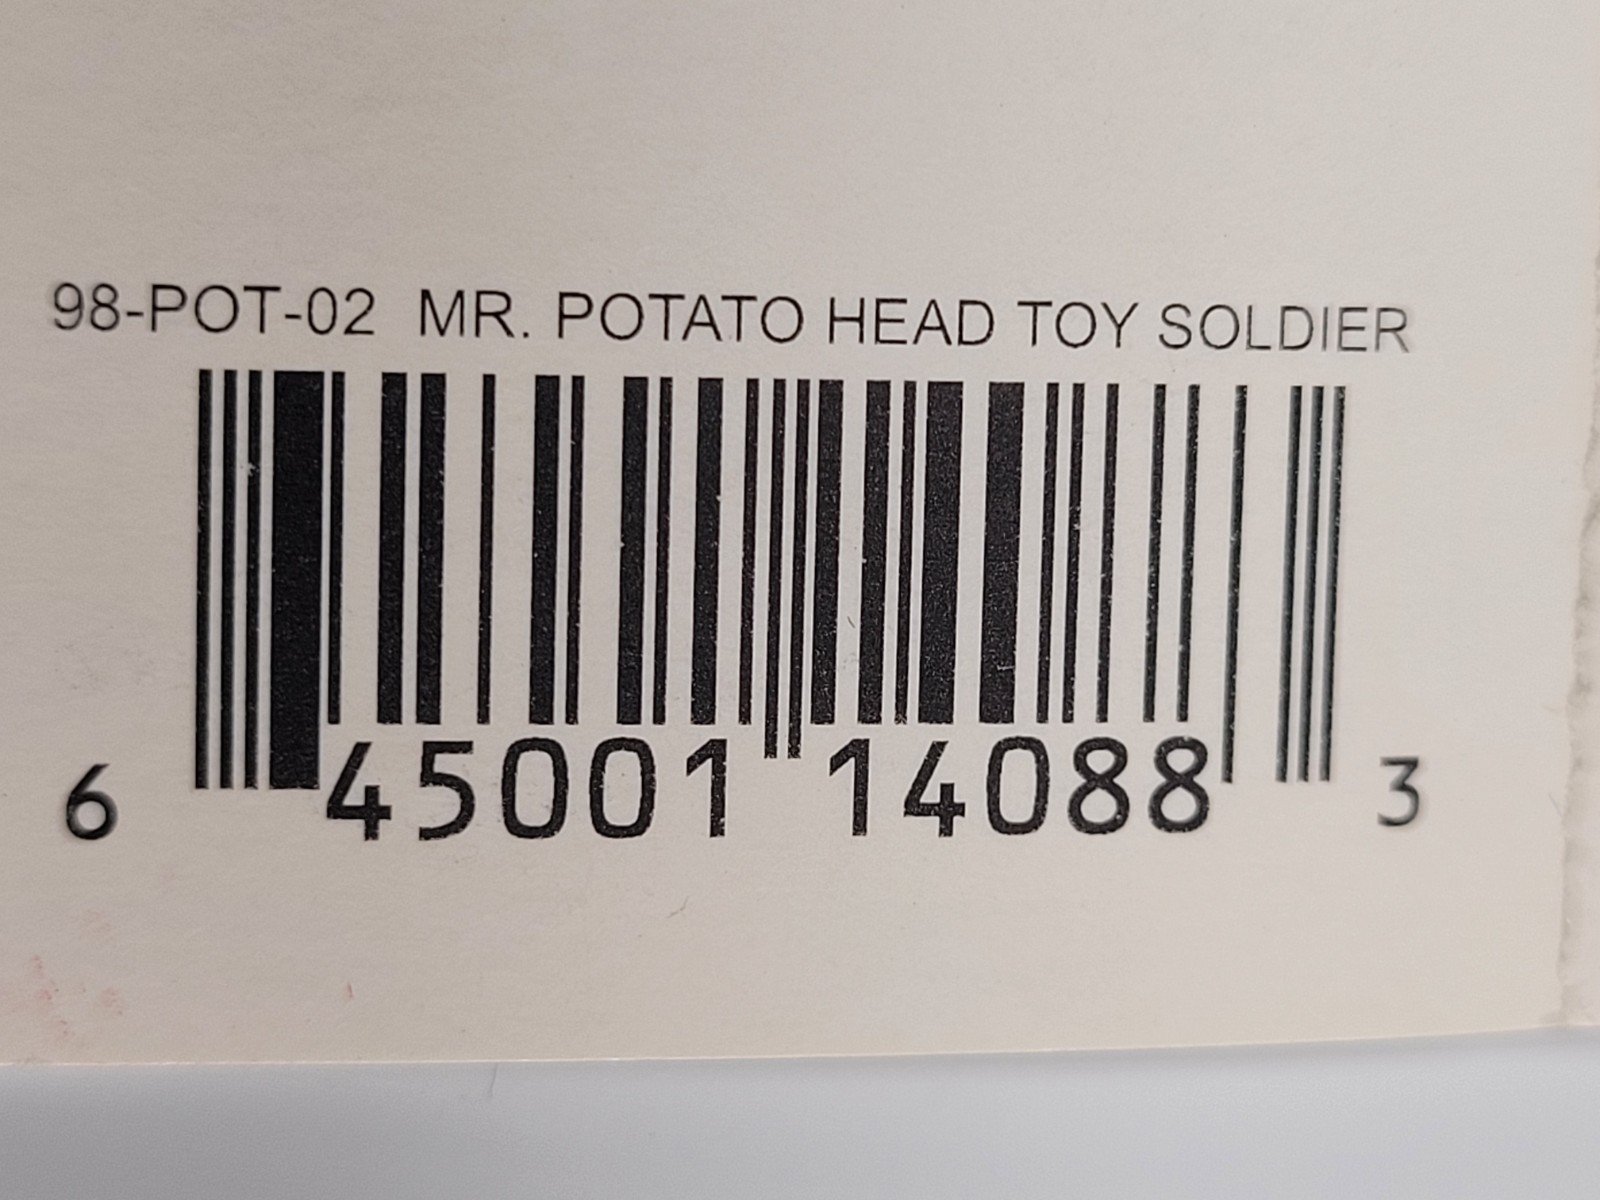 98-POT-02 MR. POTATO HEAD TOY SOLDIER
6 45001 14088 3